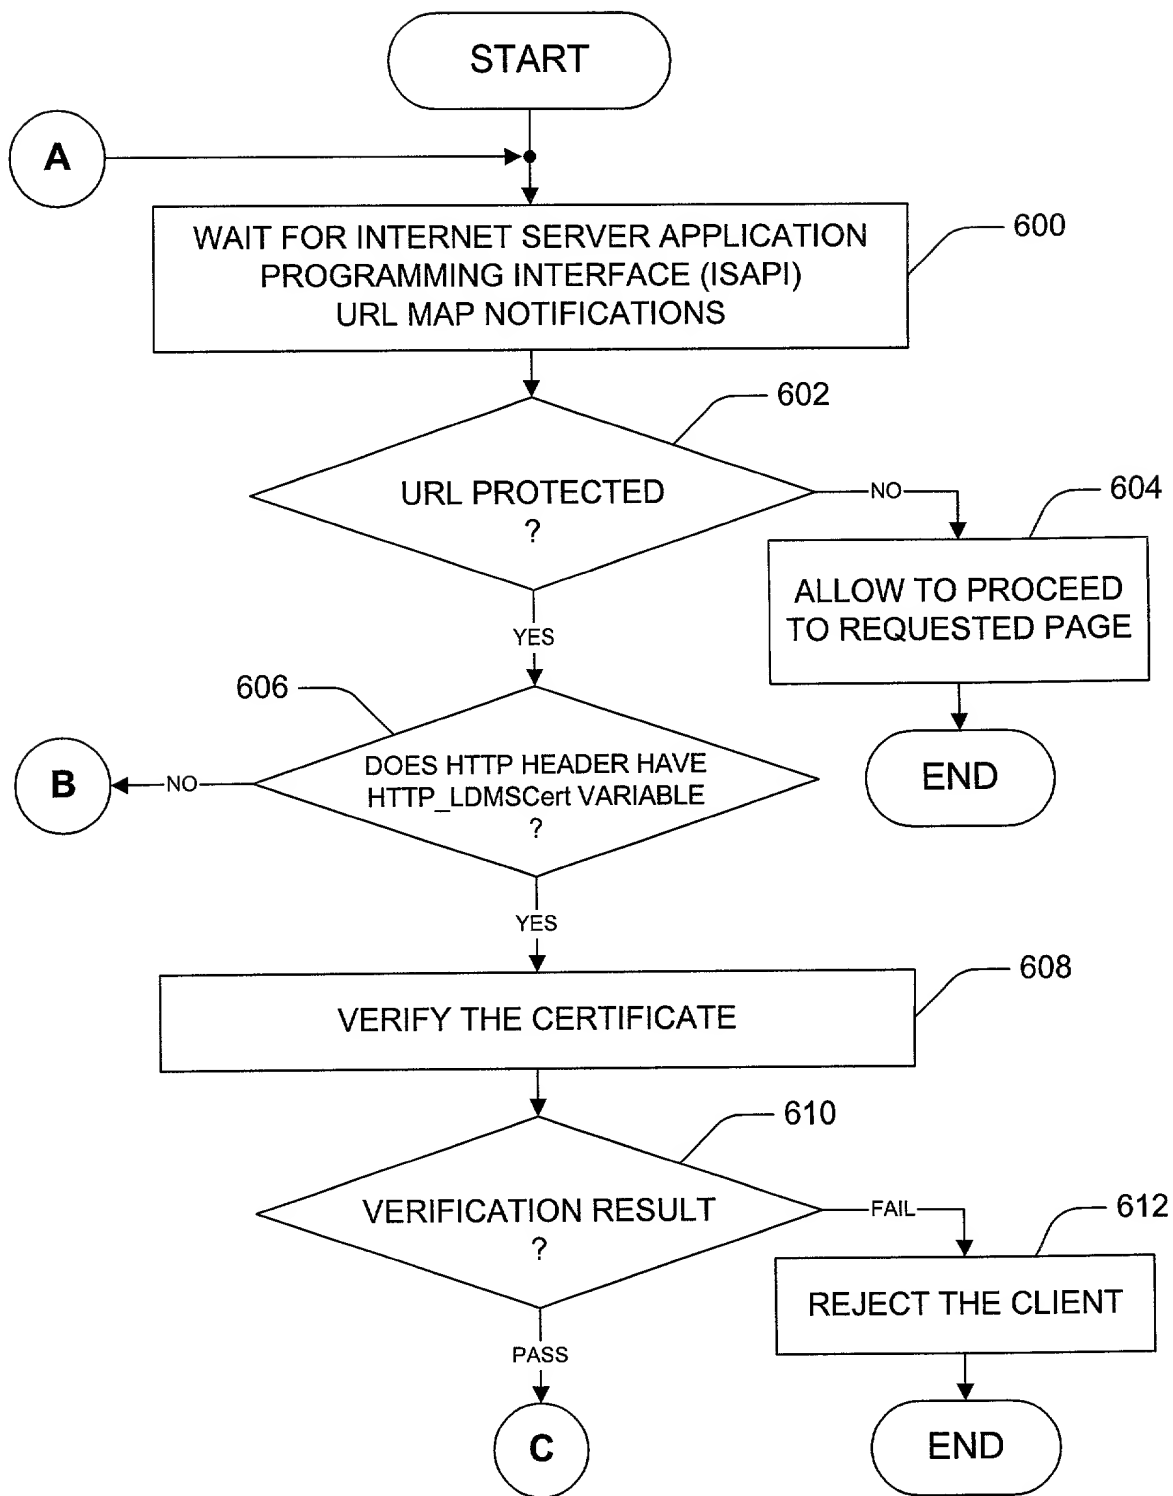 START
A
WAIT FOR INTERNET SERVER APPLICATION
PROGRAMMING INTERFACE (ISAPI)
URL MAP NOTIFICATIONS
600
602
URL PROTECTED
?
NO
604
ALLOW TO PROCEED
TO REQUESTED PAGE
YES
END
606
DOES HTTP HEADER HAVE
HTTP_LDMSCert VARIABLE
?
NO
B
YES
608
VERIFY THE CERTIFICATE
610
VERIFICATION RESULT
?
FAIL
612
REJECT THE CLIENT
PASS
C
END